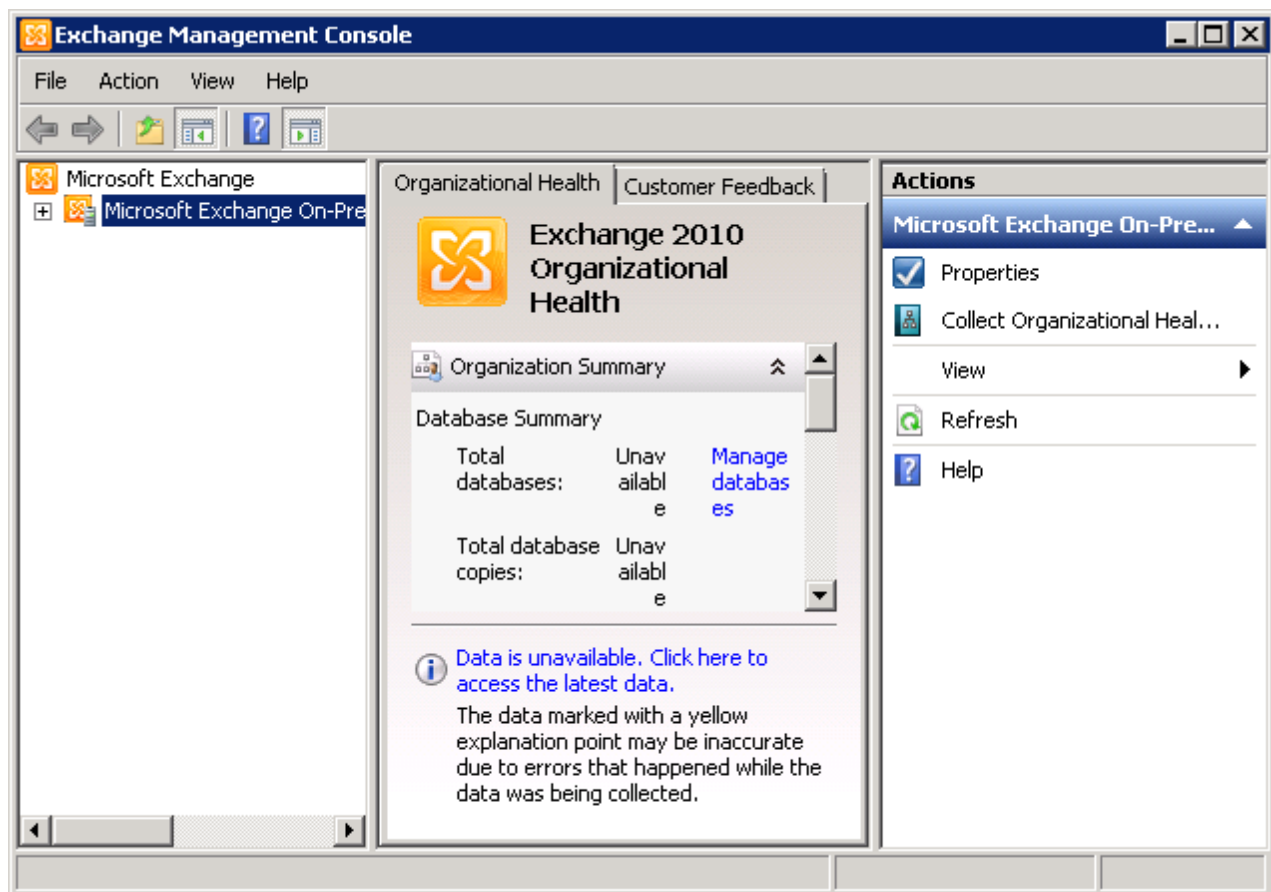 Exchange Management Console
File Action View Help
Microsoft Exchange
Microsoft Exchange On-Pre
Organizational Health
Customer Feedback
Exchange 2010
Organizational
Health
Organization Summary
Database Summary
Total
databases:
Unav
ailabl
e
Manage
databas
es
Total database
copies:
Unav
ailabl
e
Data is unavailable. Click here to
access the latest data.
The data marked with a yellow
explanation point may be inaccurate
due to errors that happened while the
data was being collected.
Actions
Microsoft Exchange On-Pre...
Properties
Collect Organizational Heal...
View
Refresh
Help